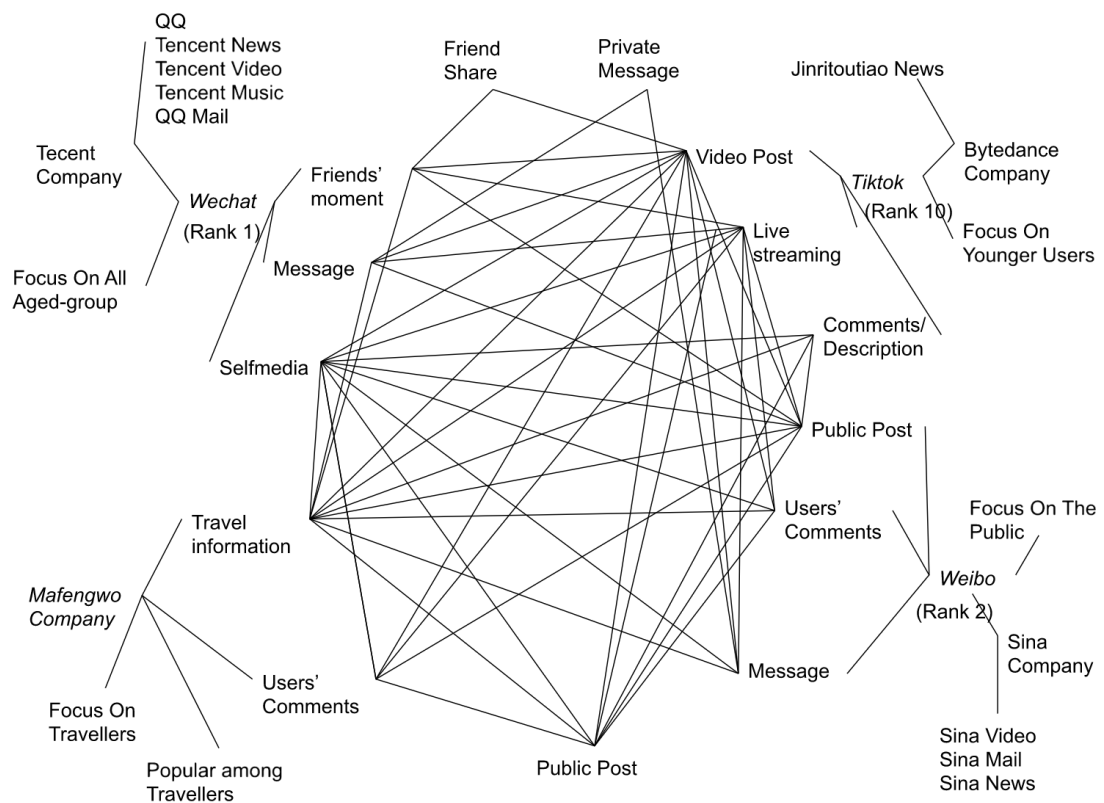 QQ
Tencent News
Tencent Video
Tencent Music
QQ Mail
Friend
Share
Private
Message
Jinritoutiao News
Tecent
Company
Wechat
(Rank 1)
Friends’
moment
Video Post
Tiktok
(Rank 10)
Bytedance
Company
Focus On All
Aged-group
Message
Live
streaming
Focus On
Younger Users
Selfmedia
Comments/
Description
Public Post
Travel
information
Users’
Comments
Focus On The
Public
Mafengwo
Company
Weibo
(Rank 2)
Sina
Company
Message
Users’
Comments
Focus On
Travellers
Popular among
Travellers
Public Post
Sina Video
Sina Mail
Sina News